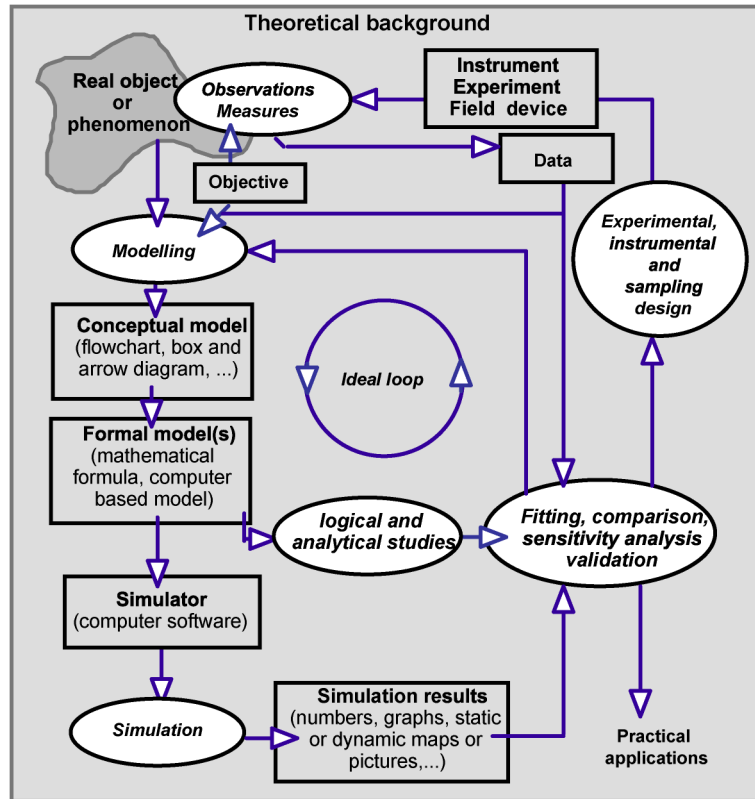 Theoretical background
Real object
or
phenomenon
Observations
Measures
Instrument
Experiment
Field device
Objective
Data
Modelling
Experimental,
instrumental
and
sampling
design
Conceptual model
(flowchart, box and
arrow diagram, ...)
Ideal loop
Formal model(s)
(mathematical
formula, computer
based model)
logical and
analytical studies
Fitting, comparison,
sensitivity analysis
validation
Simulator
(computer software)
Simulation
Simulation results
(numbers, graphs, static
or dynamic maps or
pictures,...)
Practical
applications